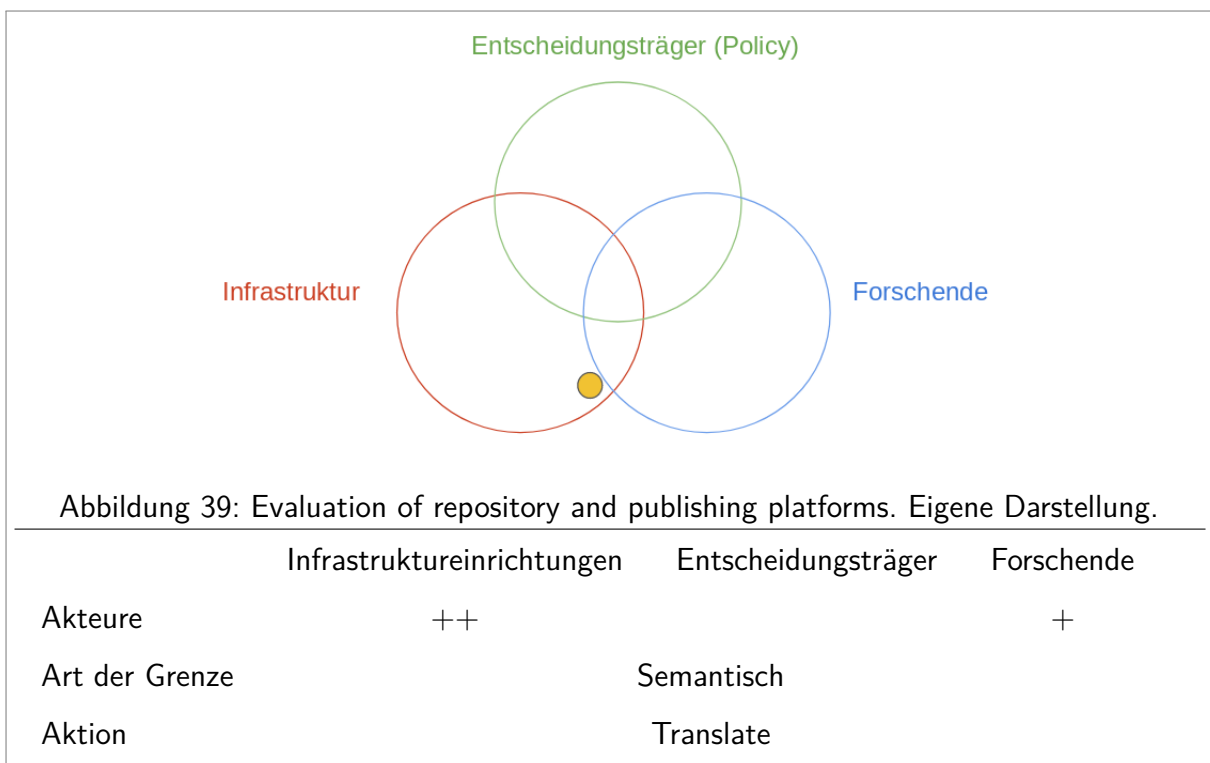 Entscheidungsträger (Policy)
Infrastruktur
Forschende
Abbildung 39: Evaluation of repository and publishing platforms. Eigene Darstellung.
Infrastruktureinrichtungen Entscheidungsträger Forschende
Akteure ++ +
Art der Grenze Semantisch
Aktion Translate